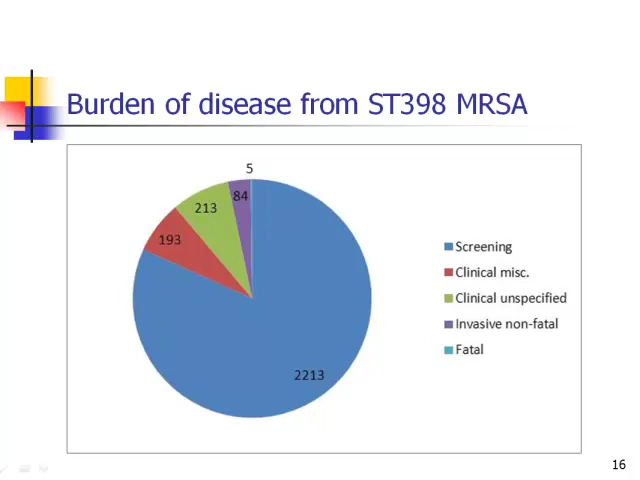 Burden of disease from ST398 MRSA
5
84
213
193
2213
Screening
Clinical misc.
Clinical unspecified
Invasive non-fatal
Fatal
16